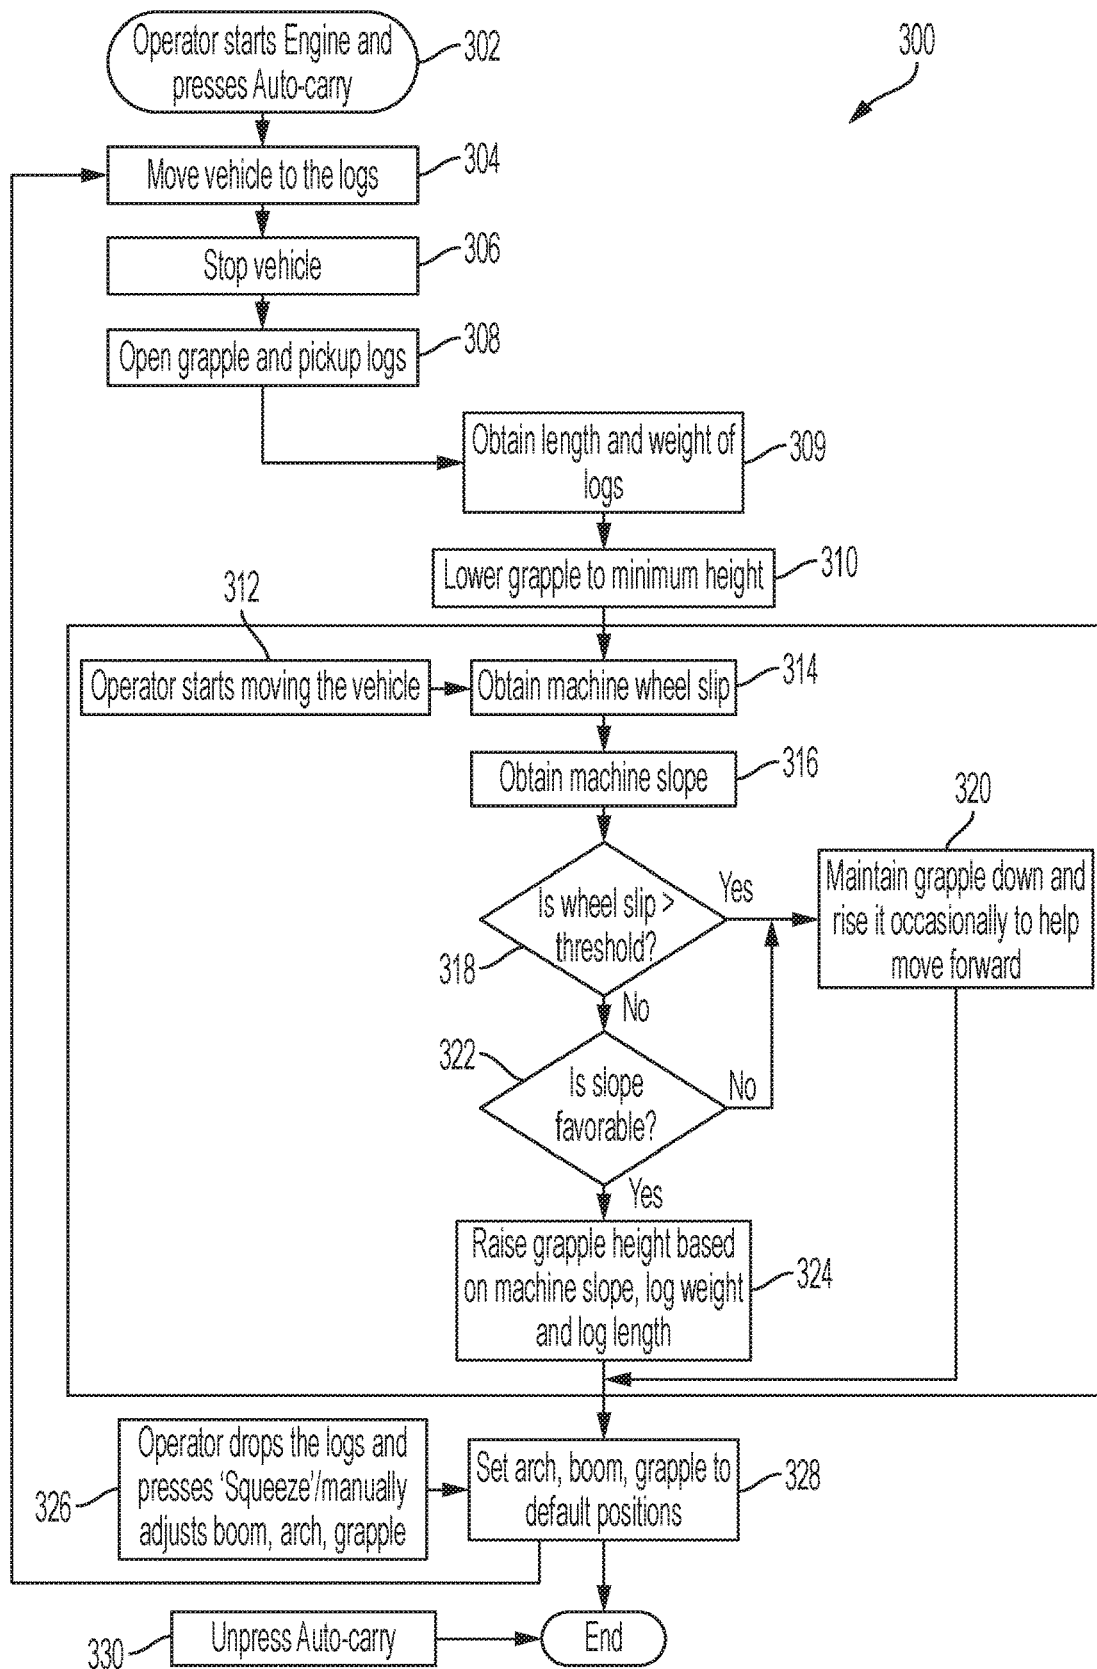 Operator starts Engine and
presses Auto-carry
302
300
Move vehicle to the logs
304
Stop vehicle
306
Open grapple and pickup logs
308
Obtain length and weight of
logs
309
Lower grapple to minimum height
310
312
Operator starts moving the vehicle
Obtain machine wheel slip
314
Obtain machine slope
316
320
Is wheel slip >
threshold?
318
Yes
No
Maintain grapple down and
rise it occasionally to help
move forward
322
Is slope
favorable?
No
Yes
Raise grapple height based
on machine slope, log weight
and log length
324
Operator drops the logs and
presses ‘Squeeze’/manually
adjusts boom, arch, grapple
326
Set arch, boom, grapple to
default positions
328
Unpress Auto-carry
330
End